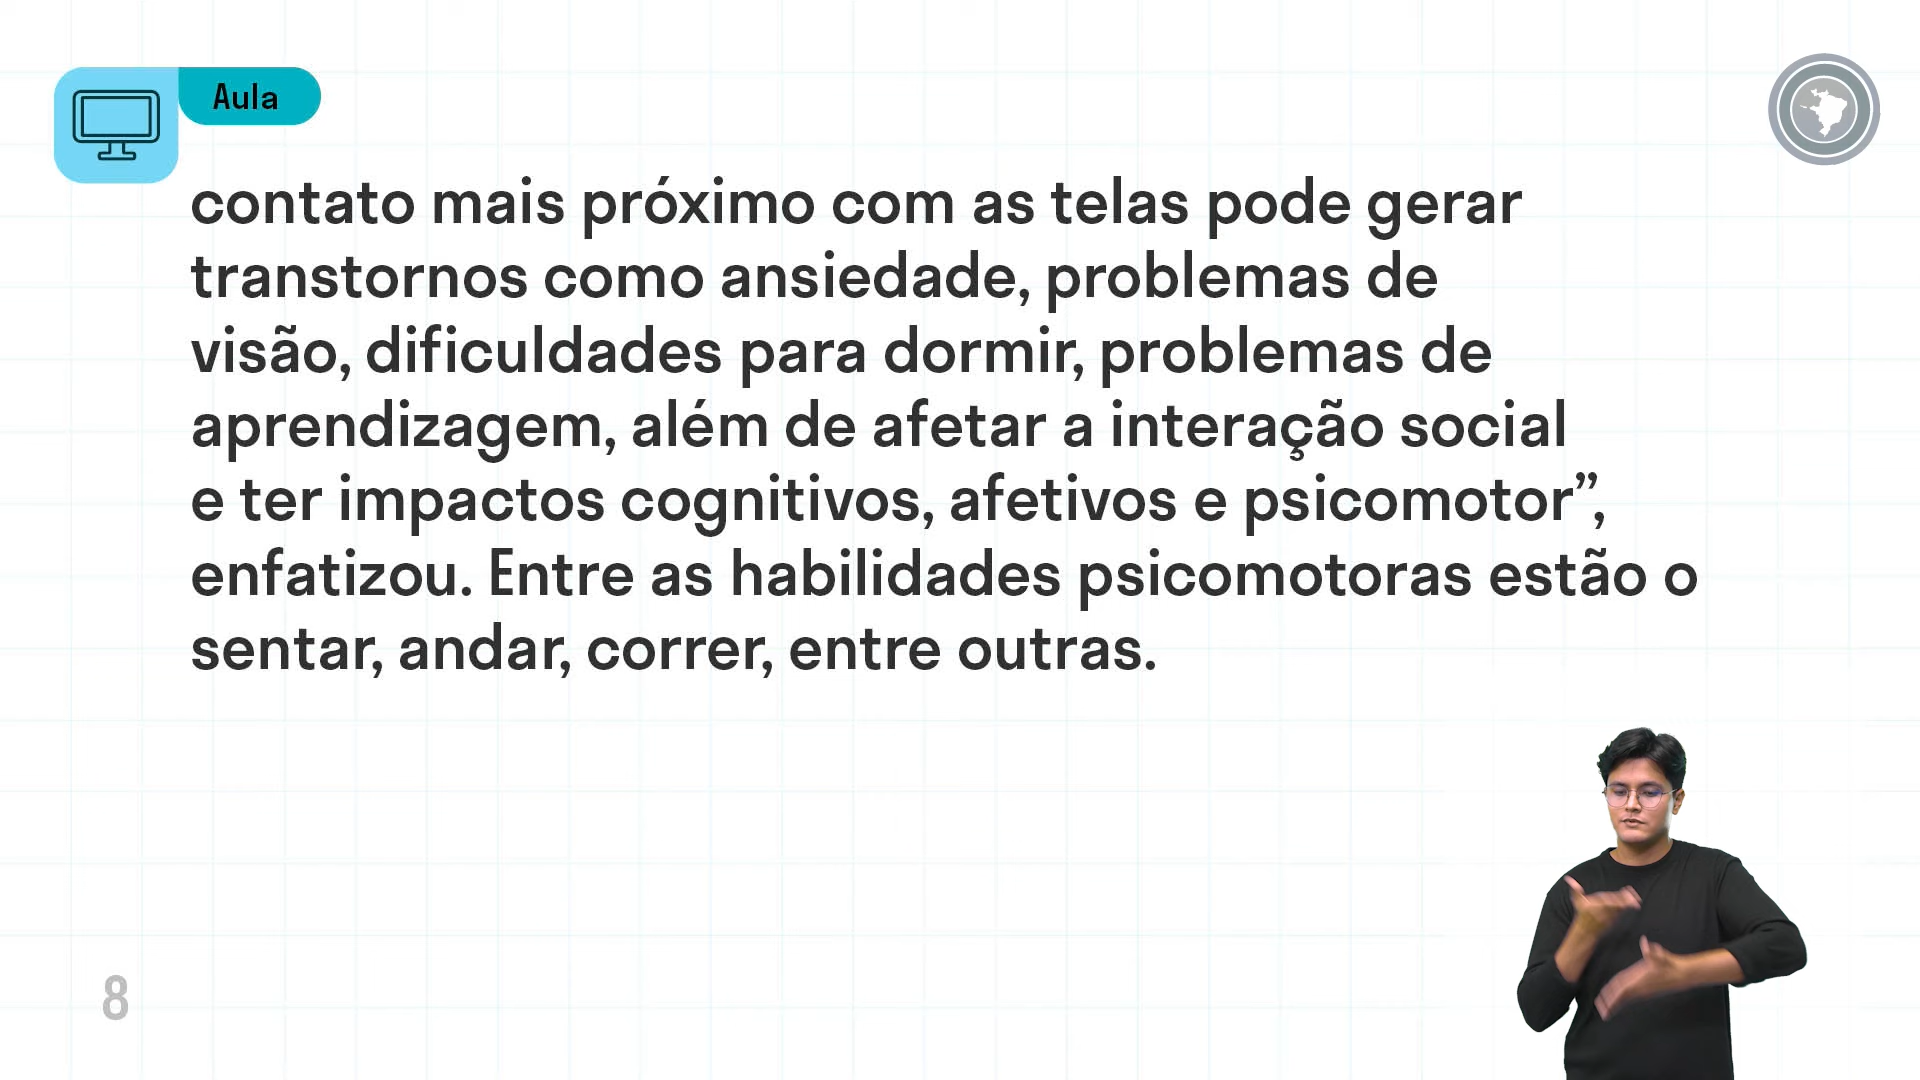 Aula
contato mais próximo com as telas pode gerar
transtornos como ansiedade, problemas de
visão, dificuldades para dormir, problemas de
aprendizagem, além de afetar a interação social
e ter impactos cognitivos, afetivos e psicomotor”,
enfatizou. Entre as habilidades psicomotoras estão o
sentar, andar, correr, entre outras.
8